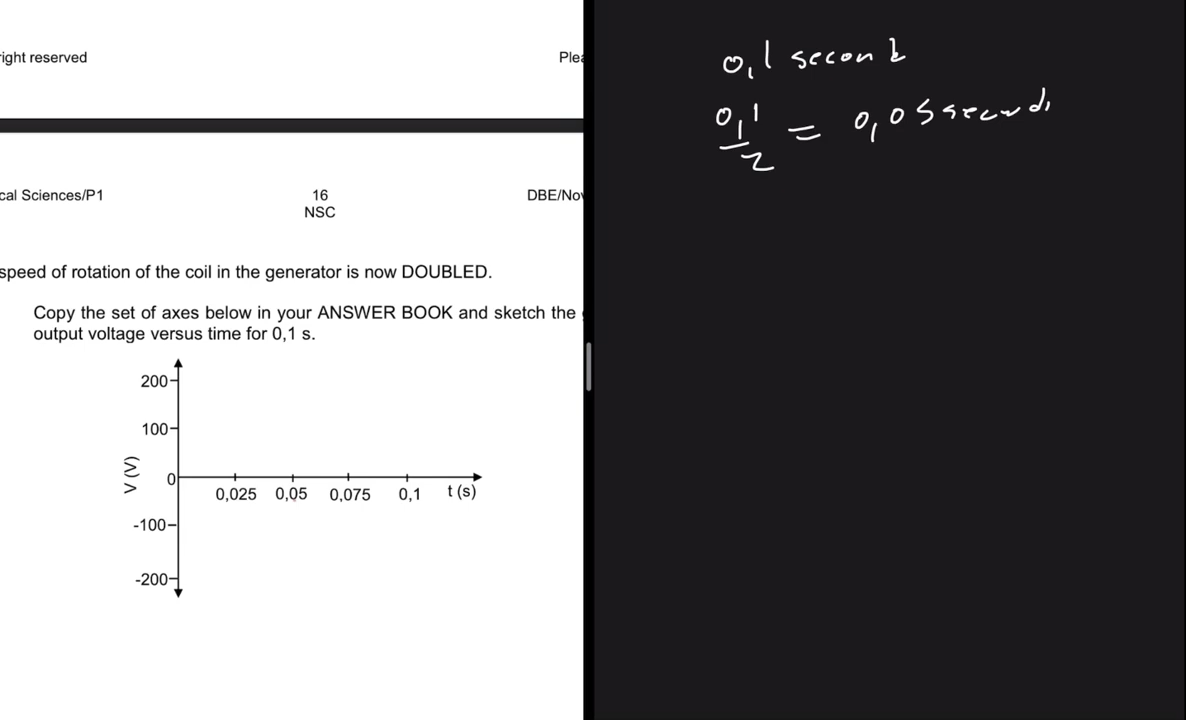 right reserved
Plea
cal Sciences/P1
16
DBE/Nov
NSC
speed of rotation of the coil in the generator is now DOUBLED.
Copy the set of axes below in your ANSWER BOOK and sketch the
output voltage versus time for 0,1 s.
200
100
V (V)
0
0,025 0,05 0,075 0,1 t (s)
-100
-200
0,1 second
0,1
= 0,05 seconds
2